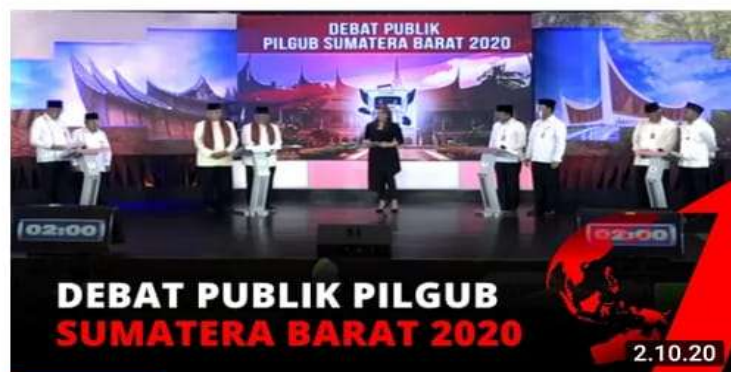 DEBAT PUBLIK
PILGUB SUMATERA BARAT 2020
02:00
02:00
DEBAT PUBLIK PILGUB
SUMATERA BARAT 2020
2.10.20